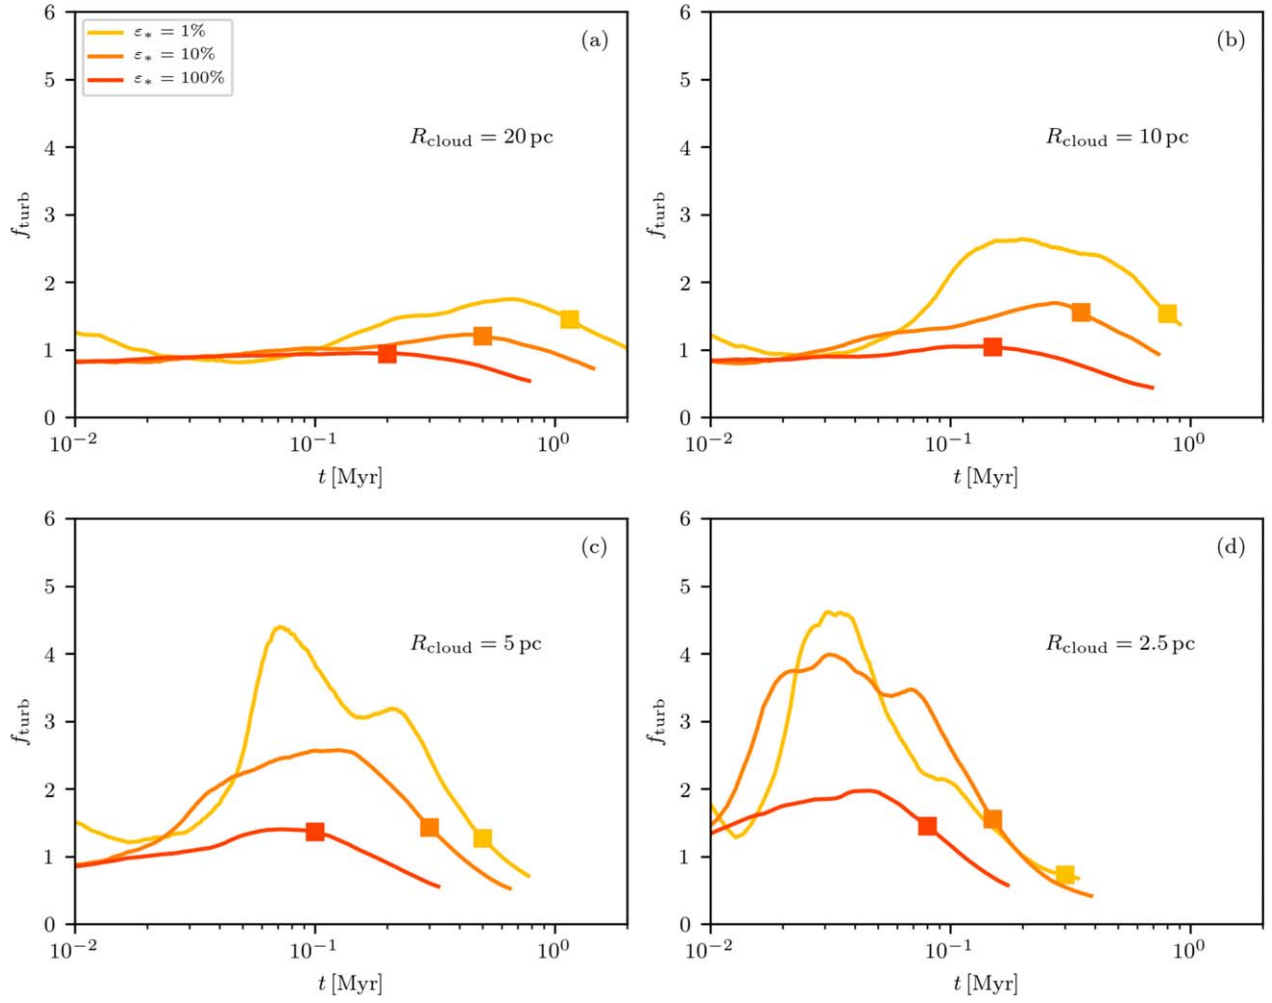 6
5
4
3
2
1
0
f_turb
ε_* = 1%
ε_* = 10%
ε_* = 100%
(a)
R_cloud = 20 pc
10^−2
10^−1
10^0
t [Myr]
6
5
4
3
2
1
0
f_turb
(b)
R_cloud = 10 pc
10^−2
10^−1
10^0
t [Myr]
6
5
4
3
2
1
0
f_turb
(c)
R_cloud = 5 pc
10^−2
10^−1
10^0
t [Myr]
6
5
4
3
2
1
0
f_turb
(d)
R_cloud = 2.5 pc
10^−2
10^−1
10^0
t [Myr]